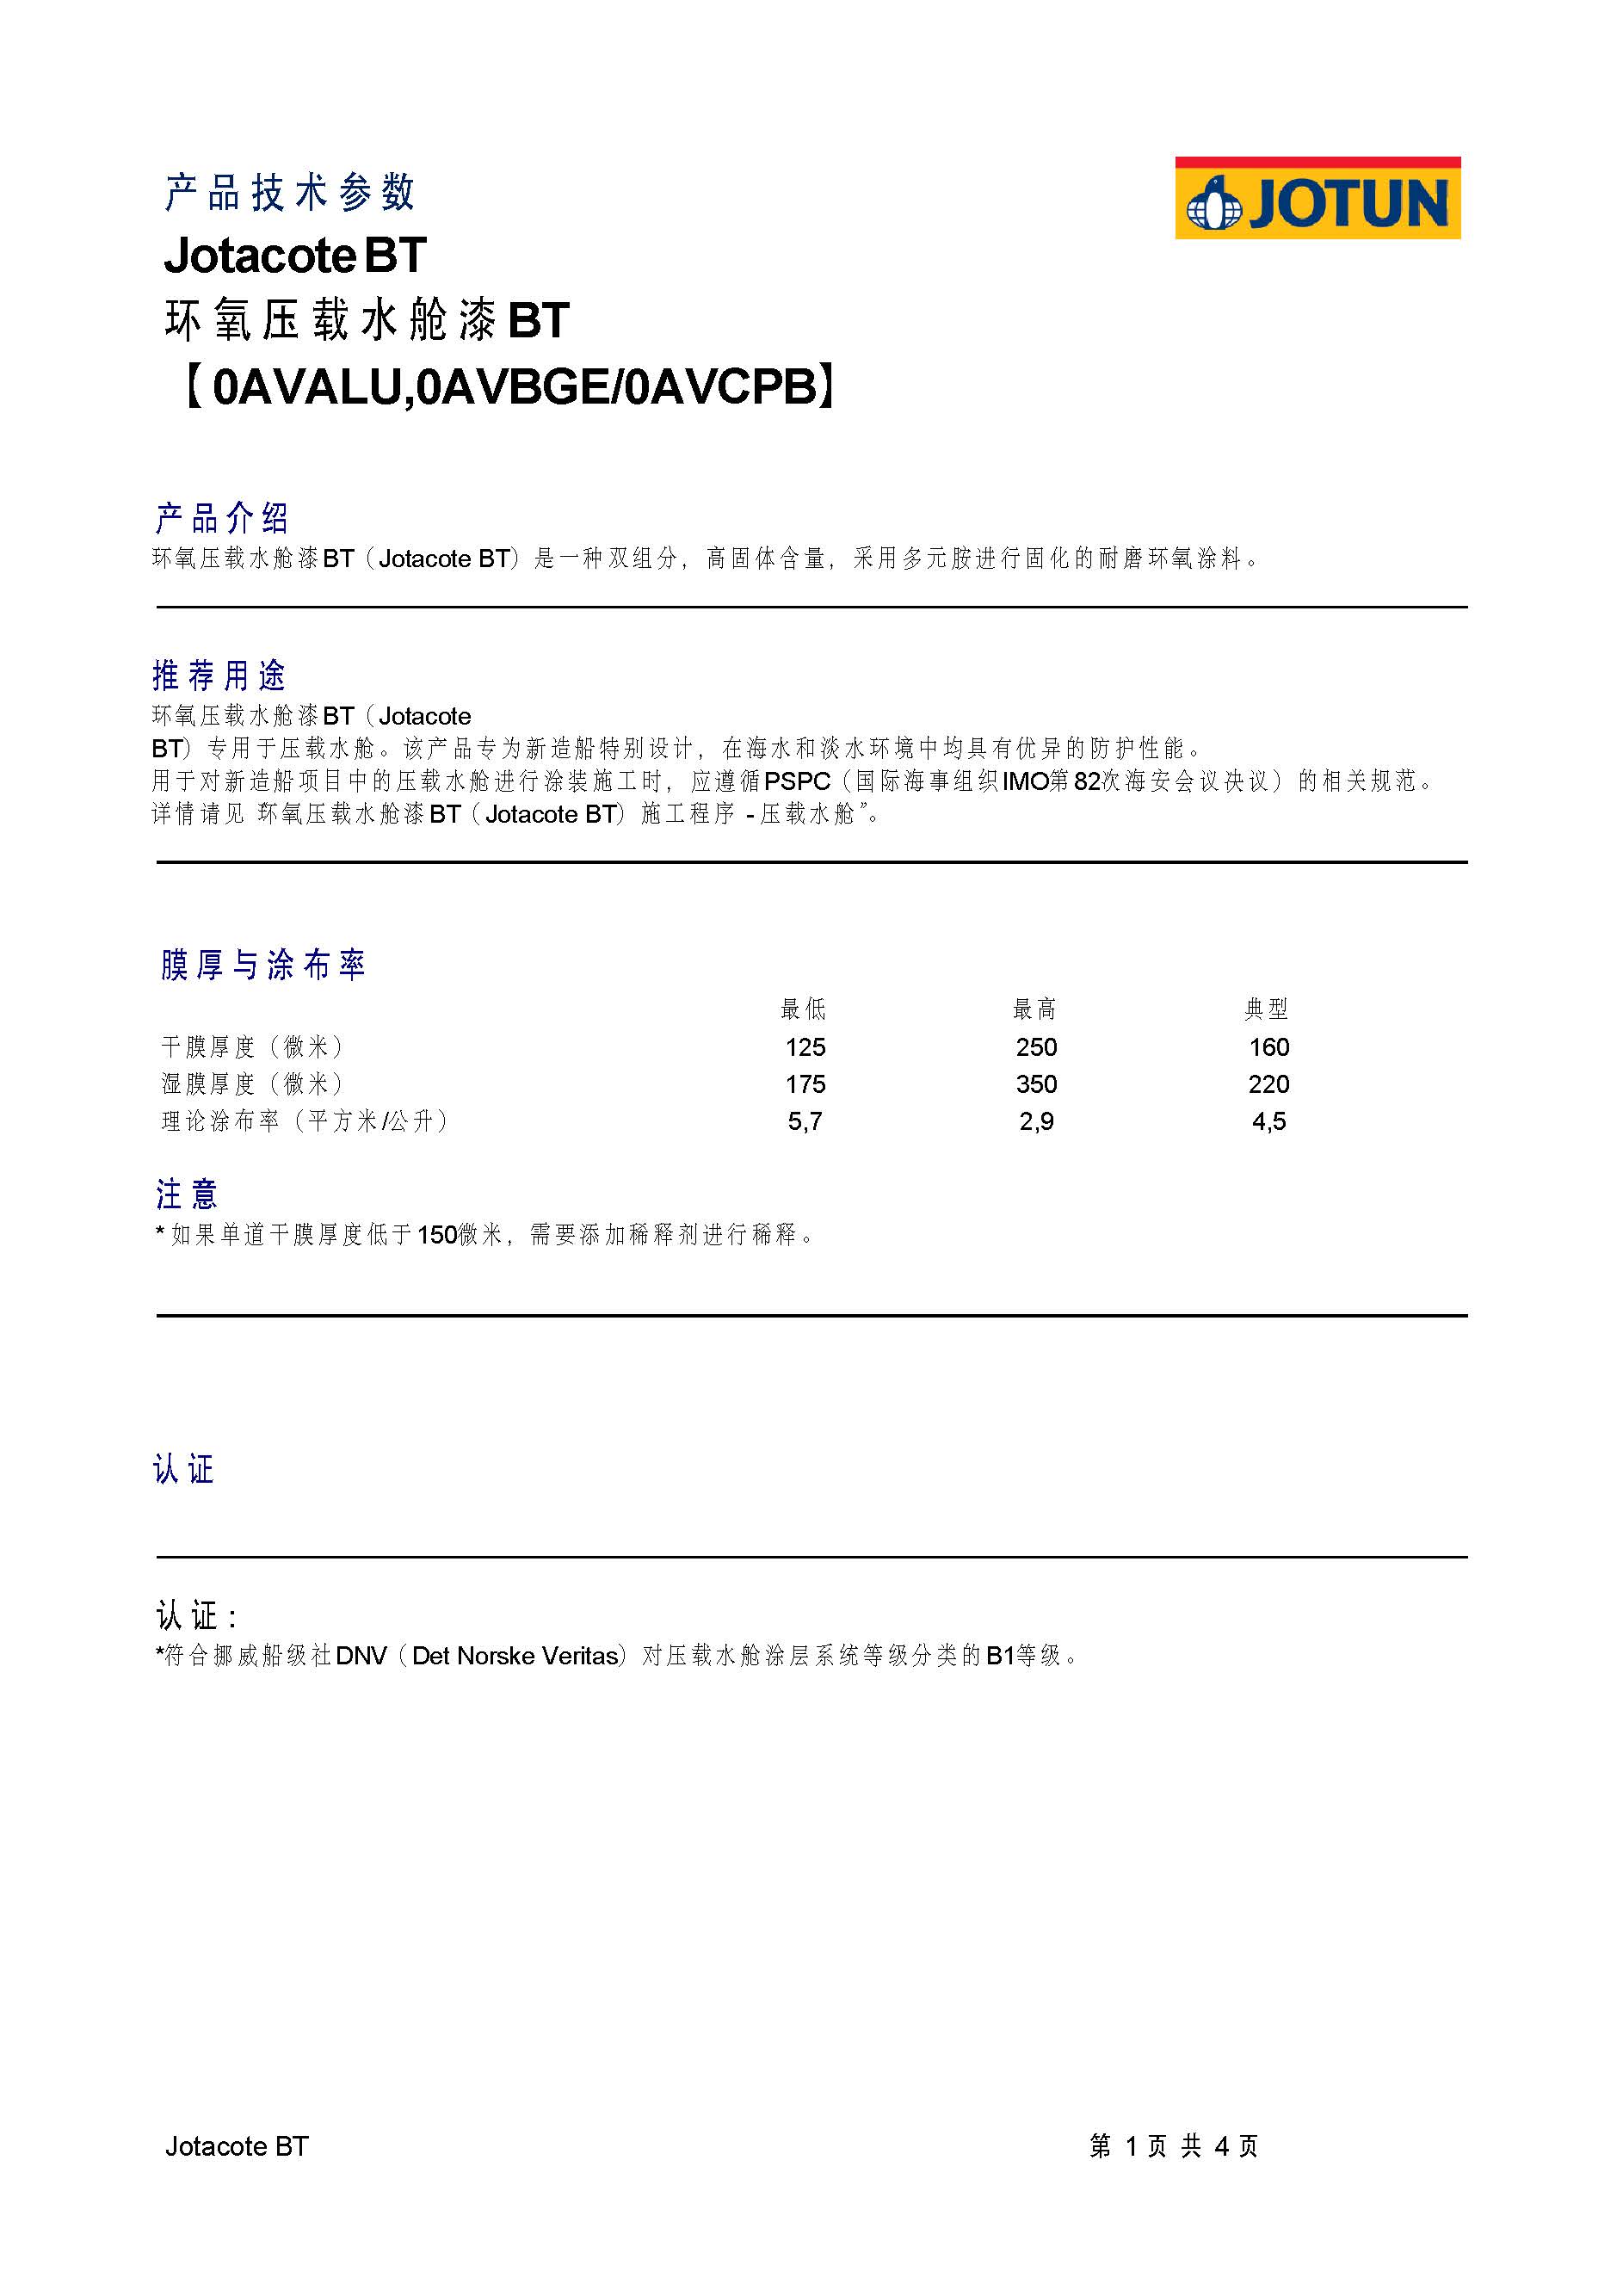 产品技术参数
JOTUN
Jotacote BT
环氧压载水舱漆BT
【0AVALU,0AVBGE/0AVCPB】
产品介绍
环氧压载水舱漆BT（Jotacote BT）是一种双组分，高固体含量，采用多元胺进行固化的耐磨环氧涂料。
推荐用途
环氧压载水舱漆BT（Jotacote
BT）专用于压载水舱。该产品专为新造船特别设计，在海水和淡水环境中均具有优异的防护性能。
用于对新造船项目中的压载水舱进行涂装施工时，应遵循PSPC（国际海事组织IMO第82次海安会议决议）的相关规范。
详情请见“环氧压载水舱漆BT（Jotacote BT）施工程序 - 压载水舱”。
膜厚与涂布率
最低 最高 典型
干膜厚度（微米） 125 250 160
湿膜厚度（微米） 175 350 220
理论涂布率（平方米/公升） 5,7 2,9 4,5
注意
*如果单道干膜厚度低于150微米，需要添加稀释剂进行稀释。
认证
认证:
*符合挪威船级社DNV（Det Norske Veritas）对压载水舱涂层系统等级分类的B1等级。
Jotacote BT 第 1 页 共 4 页